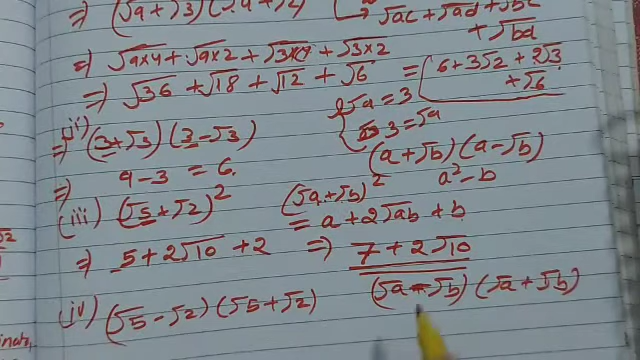 ⇒ (√a + √3)(√a + √2) → √ac + √ad + √bc
+ √bd
⇒ √9×4 + √9×2 + √3×4 + √3×2
⇒ √36 + √18 + √12 + √6 = 6 + 3√2 + 2√3
+ √6
√a = 3
3 = √a
(ii)
⇒ (3+√3)(3-√3) (a+√b)(a-√b)
⇒ 9-3 = 6. a² - b
(iii) (√5+√2)² (√a+√b)²
= a+2√ab + b
⇒ 5+2√10 +2 ⇒ 7+2√10
(√a-√b)(√a+√b)
(iv) (√5-√2)(√5+√2)